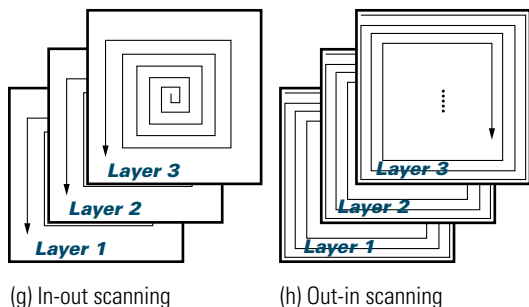 Layer 3
Layer 2
Layer 1
Layer 3
Layer 2
Layer 1
(g) In-out scanning
(h) Out-in scanning